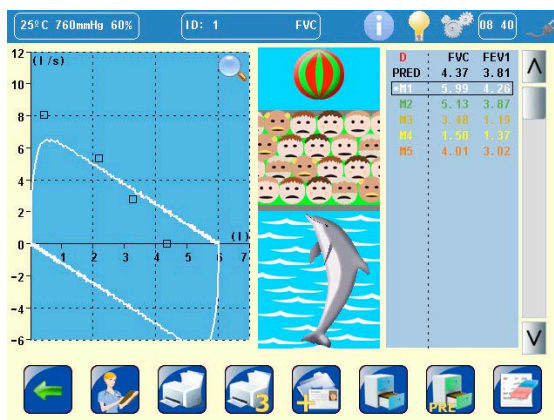 25ºC 760mmHg 60%
ID: 1 FVC
08 40
(l/s)
12
10
8
6
4
2
0
-2
-4
-6
1 2 3 4 5 6 7
(l)
D FVC FEV1
PRED 4.37 3.81
*M1 5.99 4.26
M2 5.13 3.87
M3 3.48 1.19
M4 1.50 1.37
M5 4.01 3.02
3
PRE